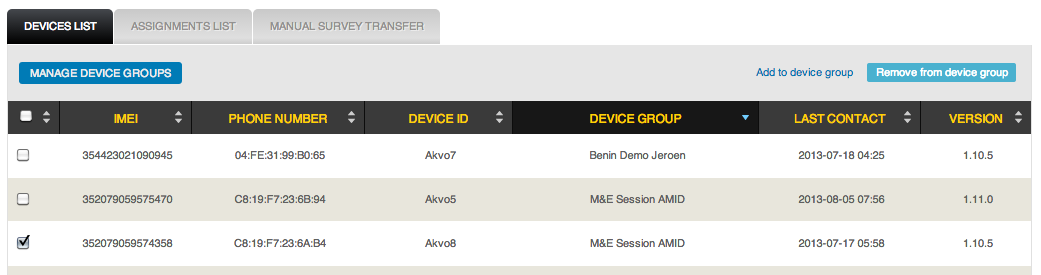 DEVICES LIST ASSIGNMENTS LIST MANUAL SURVEY TRANSFER
MANAGE DEVICE GROUPS Add to device group Remove from device group
IMEI PHONE NUMBER DEVICE ID DEVICE GROUP LAST CONTACT VERSION
354423021090945 04:FE:31:99:B0:65 Akvo7 Benin Demo Jeroen 2013-07-18 04:25 1.10.5
352079059575470 C8:19:F7:23:6B:94 Akvo5 M&E Session AMID 2013-08-05 07:56 1.11.0
352079059574358 C8:19:F7:23:6A:B4 Akvo8 M&E Session AMID 2013-07-17 05:58 1.10.5